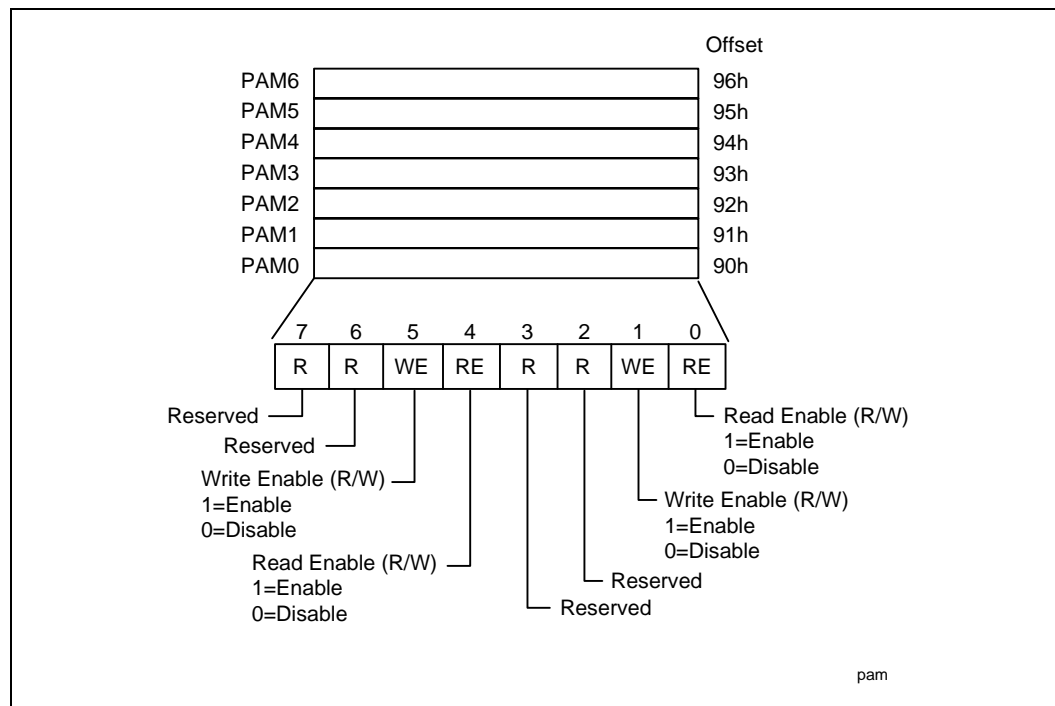 Offset
PAM6 96h
PAM5 95h
PAM4 94h
PAM3 93h
PAM2 92h
PAM1 91h
PAM0 90h
7 6 5 4 3 2 1 0
R R WE RE R R WE RE
Reserved
Reserved
Write Enable (R/W)
1=Enable
0=Disable
Read Enable (R/W)
1=Enable
0=Disable
Read Enable (R/W)
1=Enable
0=Disable
Write Enable (R/W)
1=Enable
0=Disable
Reserved
Reserved
pam